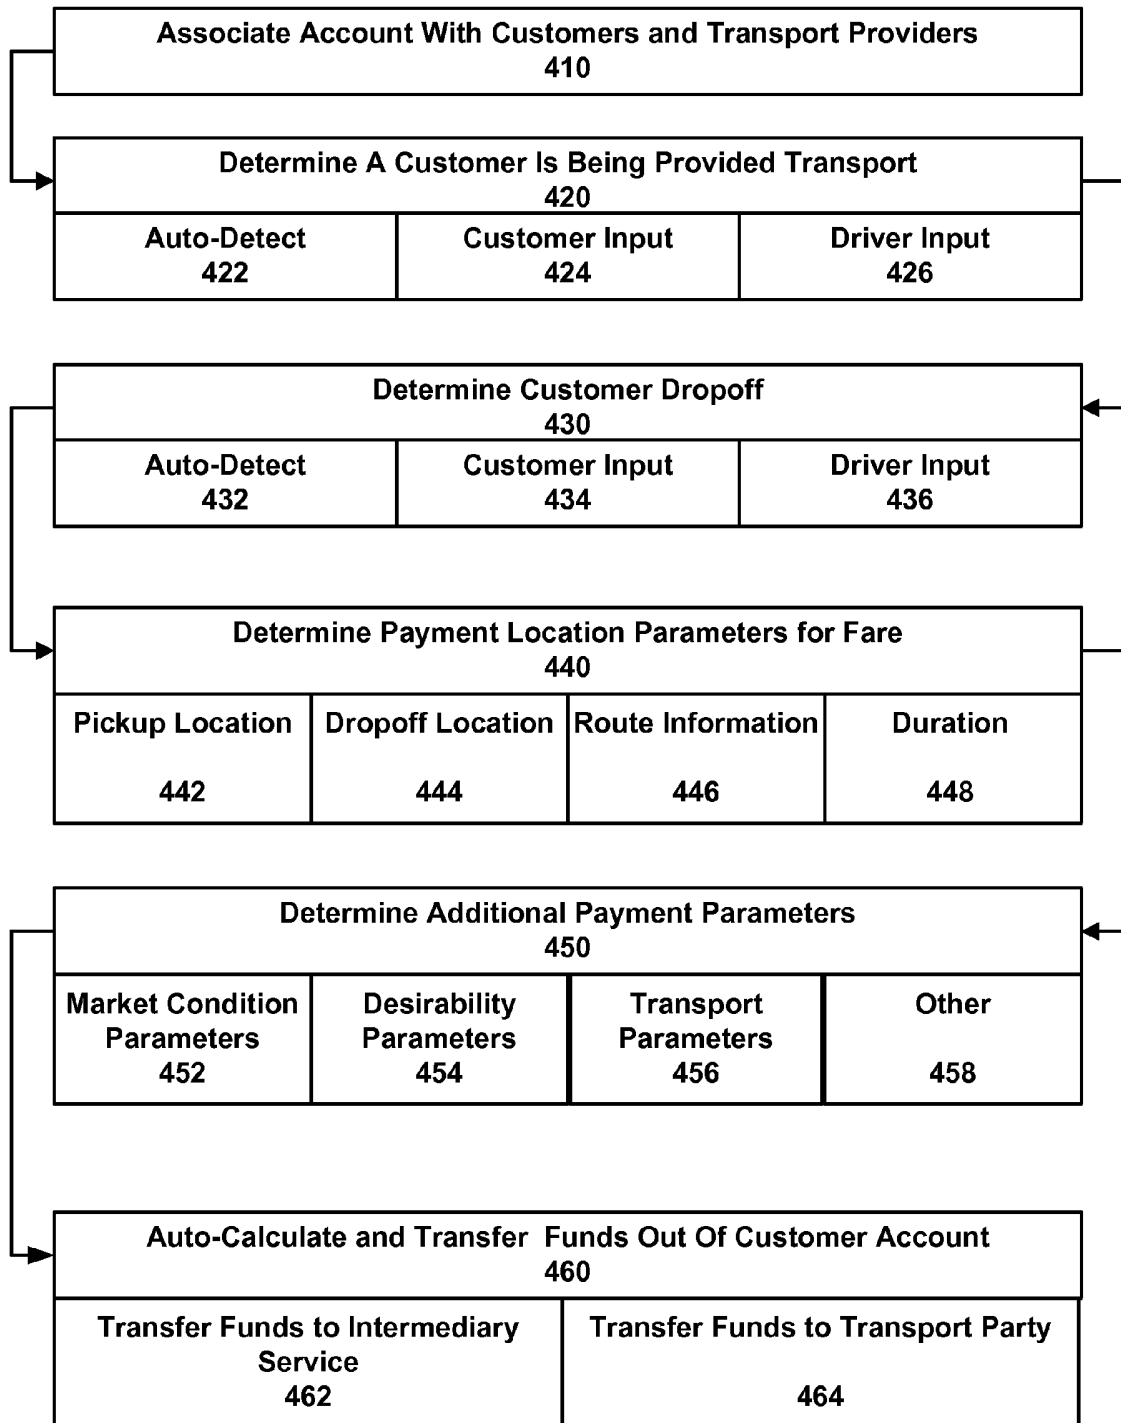 Associate Account With Customers and Transport Providers
410
Determine A Customer Is Being Provided Transport
420
Auto-Detect
422
Customer Input
424
Driver Input
426
Determine Customer Dropoff
430
Auto-Detect
432
Customer Input
434
Driver Input
436
Determine Payment Location Parameters for Fare
440
Pickup Location
442
Dropoff Location
444
Route Information
446
Duration
448
Determine Additional Payment Parameters
450
Market Condition
Parameters
452
Desirability
Parameters
454
Transport
Parameters
456
Other
458
Auto-Calculate and Transfer Funds Out Of Customer Account
460
Transfer Funds to Intermediary
Service
462
Transfer Funds to Transport Party
464